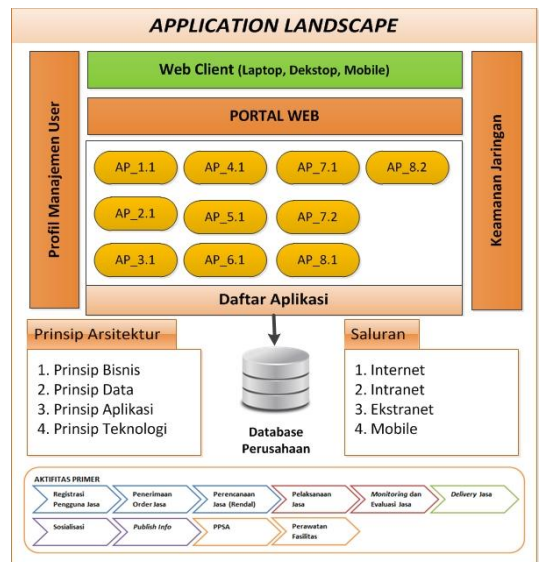 APPLICATION LANDSCAPE
Profil Manajemen User
Web Client (Laptop, Dekstop, Mobile)
PORTAL WEB
Keamanan Jaringan
AP_1.1 AP_4.1 AP_7.1 AP_8.2
AP_2.1 AP_5.1 AP_7.2
AP_3.1 AP_6.1 AP_8.1
Daftar Aplikasi
Prinsip Arsitektur
1. Prinsip Bisnis
2. Prinsip Data
3. Prinsip Aplikasi
4. Prinsip Teknologi
Database
Perusahaan
Saluran
1. Internet
2. Intranet
3. Ekstranet
4. Mobile
AKTIFITAS PRIMER
Registrasi
Pengguna Jasa
Penerimaan
Order Jasa
Perencanaan
Jasa (Rendal)
Pelaksanaan
Jasa
Monitoring dan
Evaluasi Jasa
Delivery Jasa
Sosialisasi
Publish Info
PPSA
Perawatan
Fasilitas